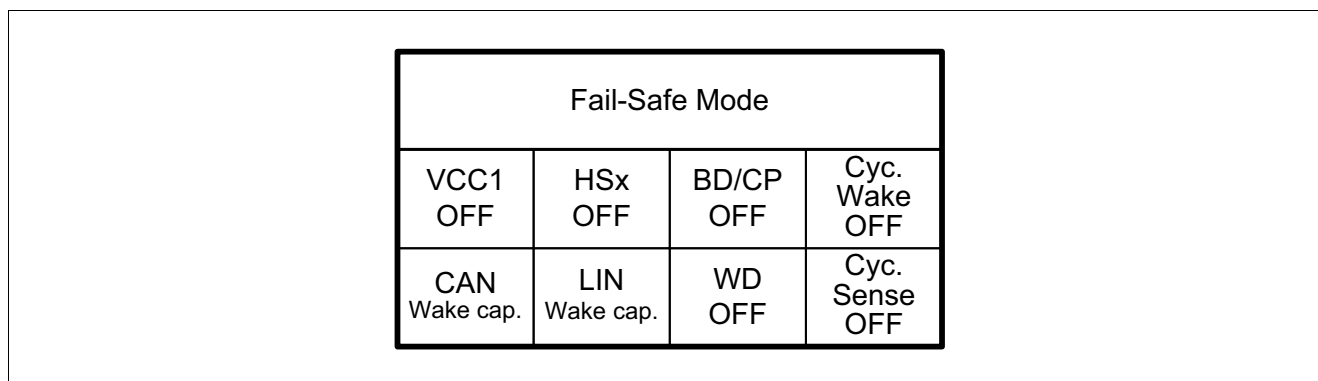 Fail-Safe Mode
VCC1
OFF
HSx
OFF
BD/CP
OFF
Cyc.
Wake
OFF
CAN
Wake cap.
LIN
Wake cap.
WD
OFF
Cyc.
Sense
OFF